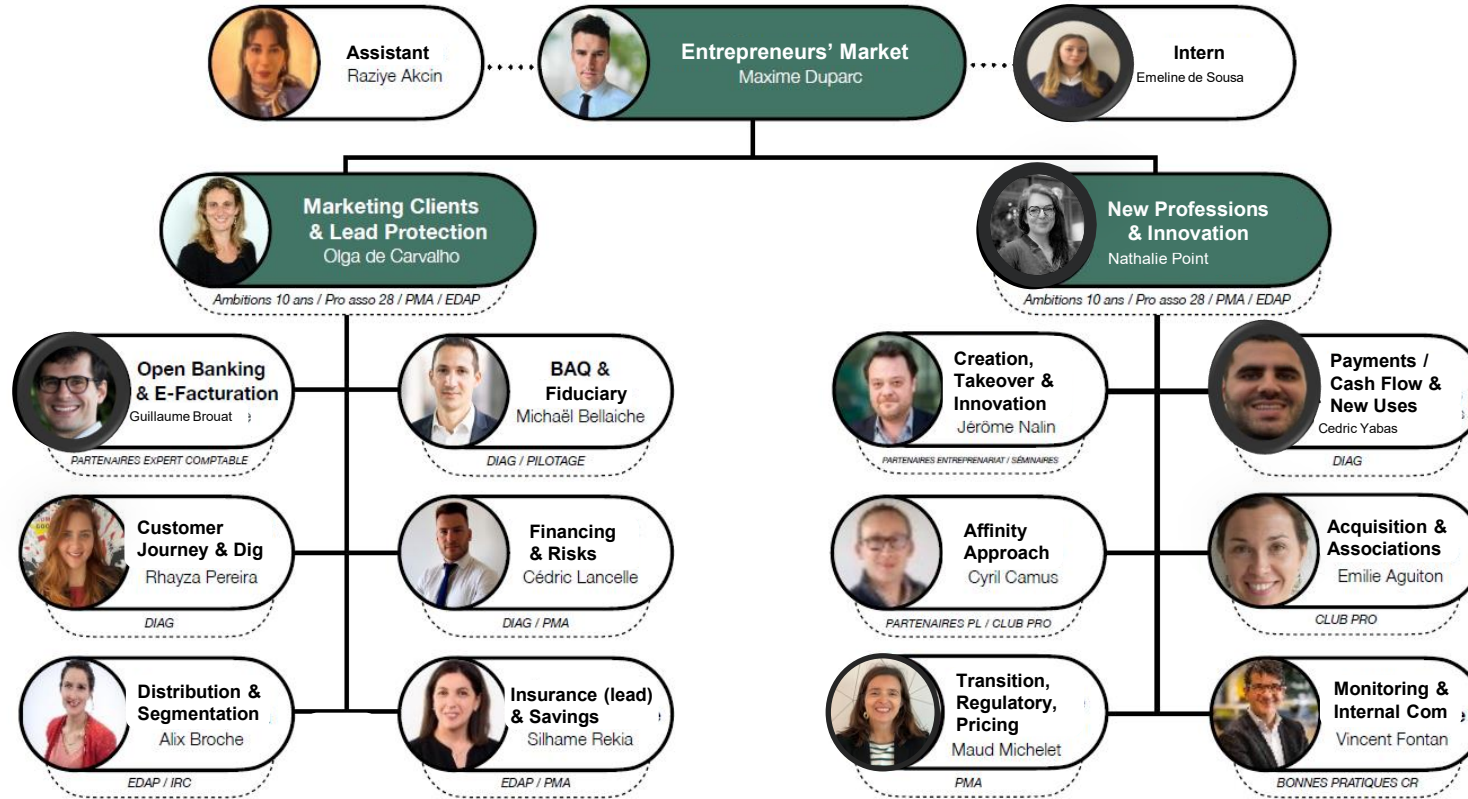 Assistant
Raziye Akcin
Entrepreneurs' Market
Maxime Duparc
Intern
Emeline de Sousa
Marketing Clients
& Lead Protection
Olga de Carvalho
Ambitions 10 ans / Pro asso 28 / PMA / EDAP
New Professions
& Innovation
Nathalie Point
Ambitions 10 ans / Pro asso 28 / PMA / EDAP
Open Banking
& E-Facturation
Guillaume Brouat
PARTENAIRES EXPERT COMPTABLE
BAQ &
Fiduciary
Michaël Bellaiche
DIAG / PILOTAGE
Creation,
Takeover &
Innovation
Jérôme Nalin
PARTENAIRES ENTREPRENARIAT / SÉMINAIRES
Payments /
Cash Flow &
New Uses
Cedric Yabas
DIAG
Customer
Journey & Dig
Rhayza Pereira
DIAG
Financing
& Risks
Cédric Lancelle
DIAG / PMA
Affinity
Approach
Cyril Camus
PARTENAIRES PL / CLUB PRO
Acquisition &
Associations
Emilie Aguiton
CLUB PRO
Distribution &
Segmentation
Alix Broche
EDAP / IRC
Insurance (lead)
& Savings
Silhame Rekia
EDAP / PMA
Transition,
Regulatory,
Pricing
Maud Michelet
PMA
Monitoring &
Internal Com
Vincent Fontan
BONNES PRATIQUES CR